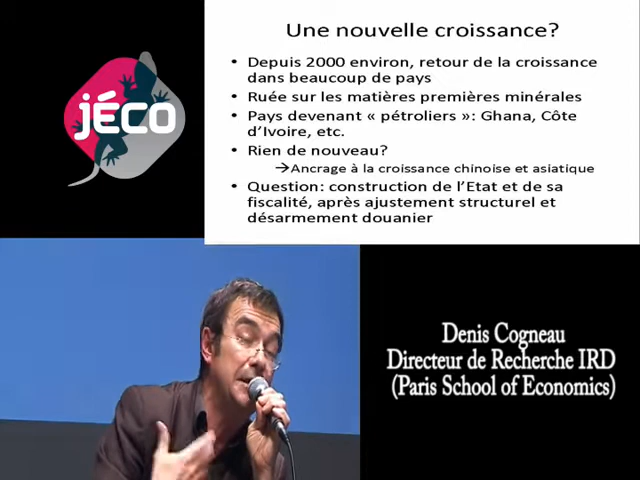 jéco
Une nouvelle croissance?
• Depuis 2000 environ, retour de la croissance
dans beaucoup de pays
• Ruée sur les matières premières minérales
• Pays devenant « pétroliers »: Ghana, Côte
d’Ivoire, etc.
• Rien de nouveau?
→Ancrage à la croissance chinoise et asiatique
• Question: construction de l’Etat et de sa
fiscalité, après ajustement structurel et
désarmement douanier
Denis Cogneau
Directeur de Recherche IRD
(Paris School of Economics)